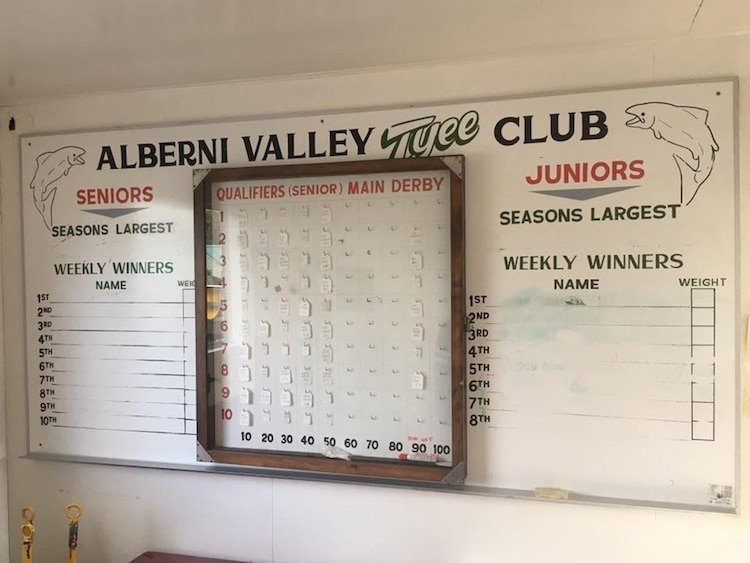 ALBERNI VALLEY Tyee CLUB
SENIORS
SEASONS LARGEST
WEEKLY WINNERS
NAME
1ST
2ND
3RD
4TH
5TH
6TH
7TH
8TH
9TH
10TH
QUALIFIERS (SENIOR) MAIN DERBY
1
2
3
4
5
6
7
8
9
10
10 20 30 40 50 60 70 80 90 100
JUNIORS
SEASONS LARGEST
WEEKLY WINNERS
NAME WEIGHT
1ST
2ND
3RD
4TH
5TH
6TH
7TH
8TH